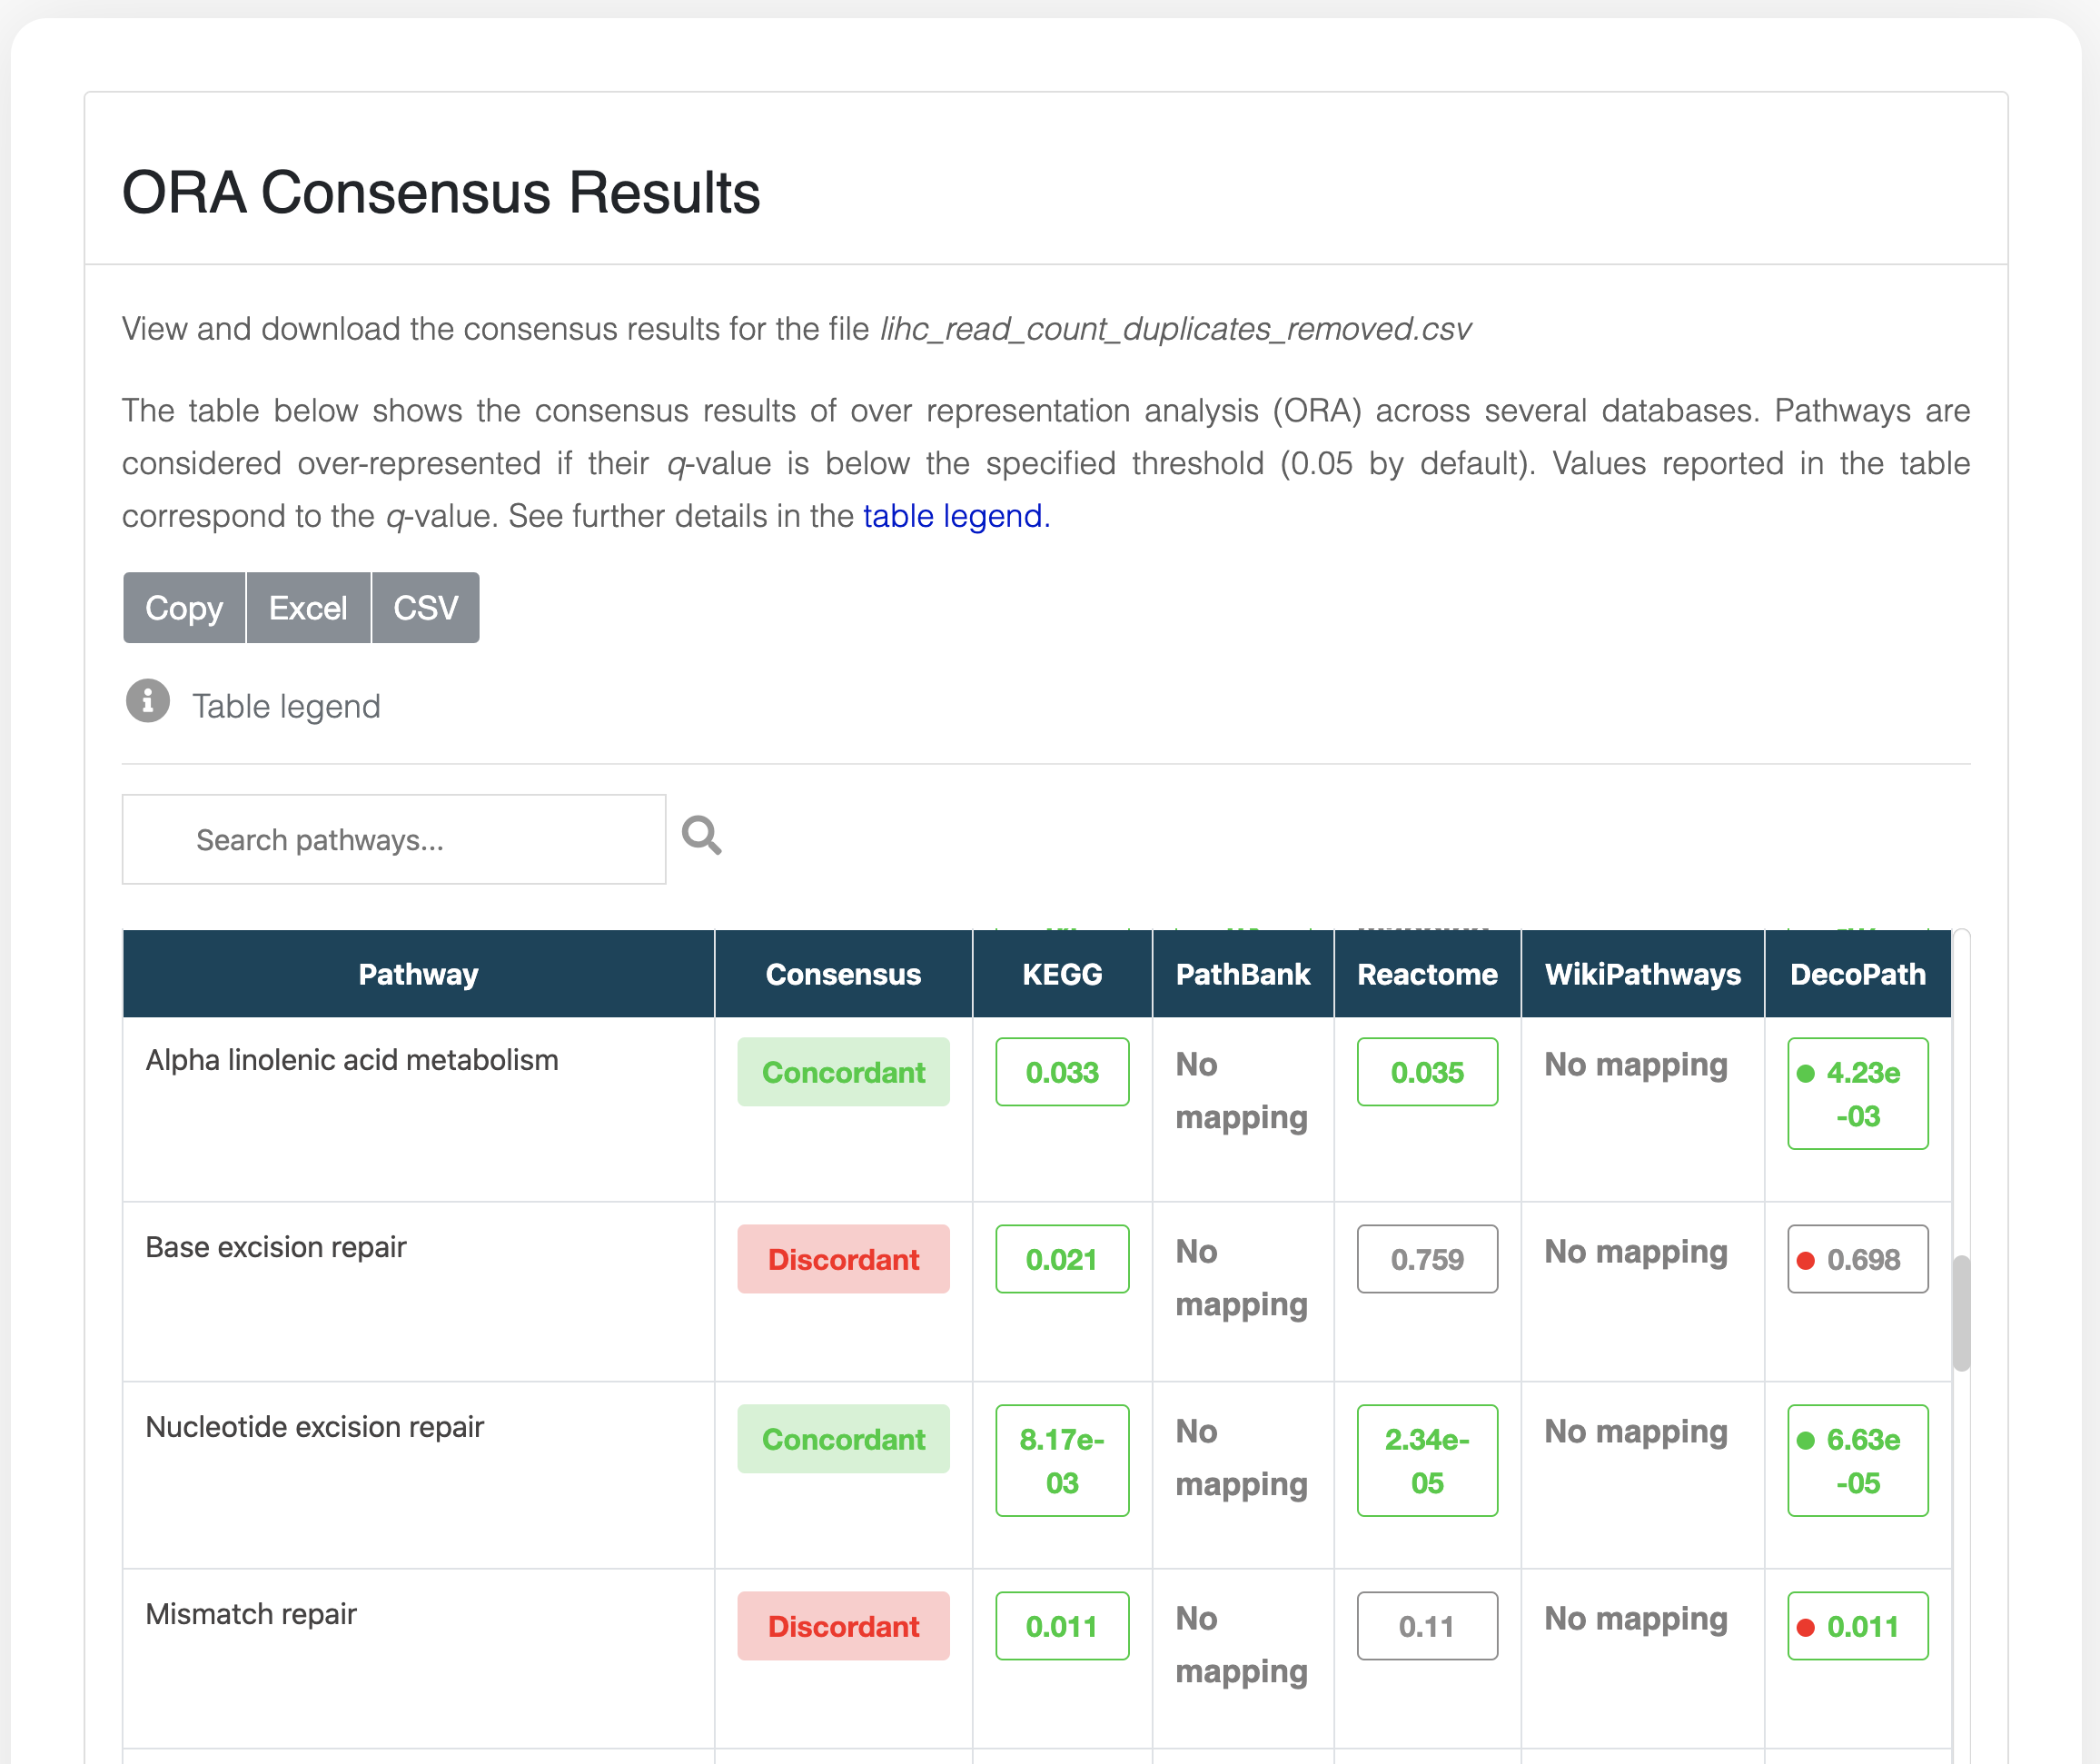 ORA Consensus Results
View and download the consensus results for the file lihc_read_count_duplicates_removed.csv
The table below shows the consensus results of over representation analysis (ORA) across several databases. Pathways are
considered over-represented if their q-value is below the specified threshold (0.05 by default). Values reported in the table
correspond to the q-value. See further details in the table legend.
Copy Excel CSV
Table legend
Search pathways...
Pathway Consensus KEGG PathBank Reactome WikiPathways DecoPath
Alpha linolenic acid metabolism Concordant 0.033 No 0.035 No mapping 4.23e
mapping -03
Base excision repair Discordant 0.021 No 0.759 No mapping 0.698
mapping
Nucleotide excision repair Concordant 8.17e- No 2.34e- No mapping 6.63e
03 mapping 05 -05
Mismatch repair Discordant 0.011 No 0.11 No mapping 0.011
mapping